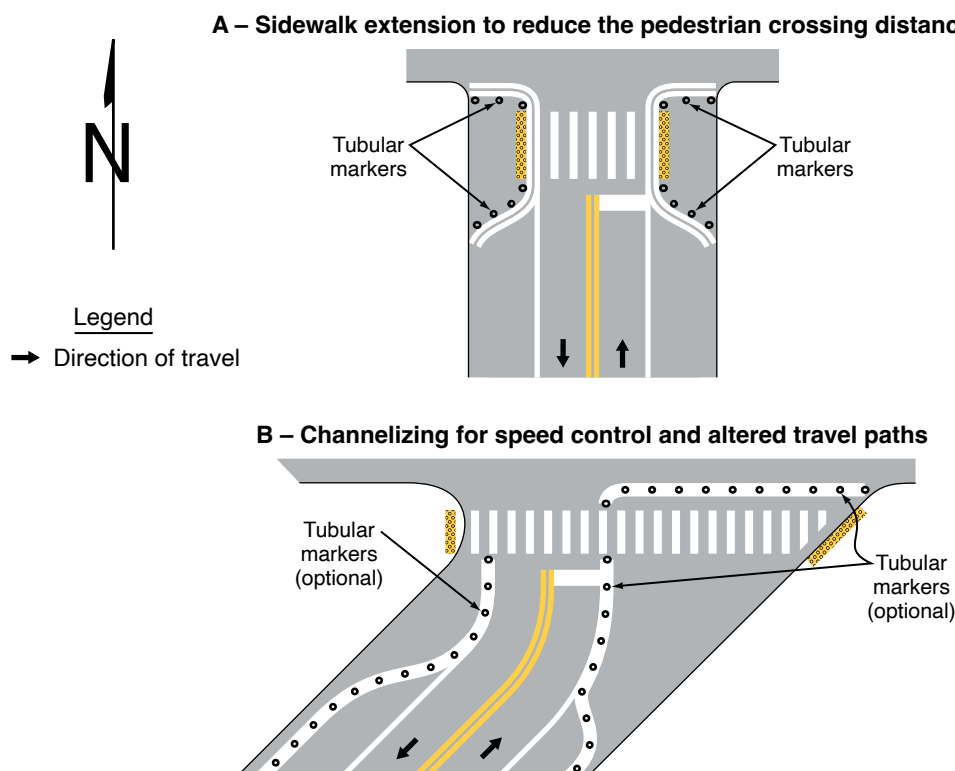 A – Sidewalk extension to reduce the pedestrian crossing distanc
N
Tubular
markers
Tubular
markers
Legend
Direction of travel
B – Channelizing for speed control and altered travel paths
Tubular
markers
(optional)
Tubular
markers
(optional)